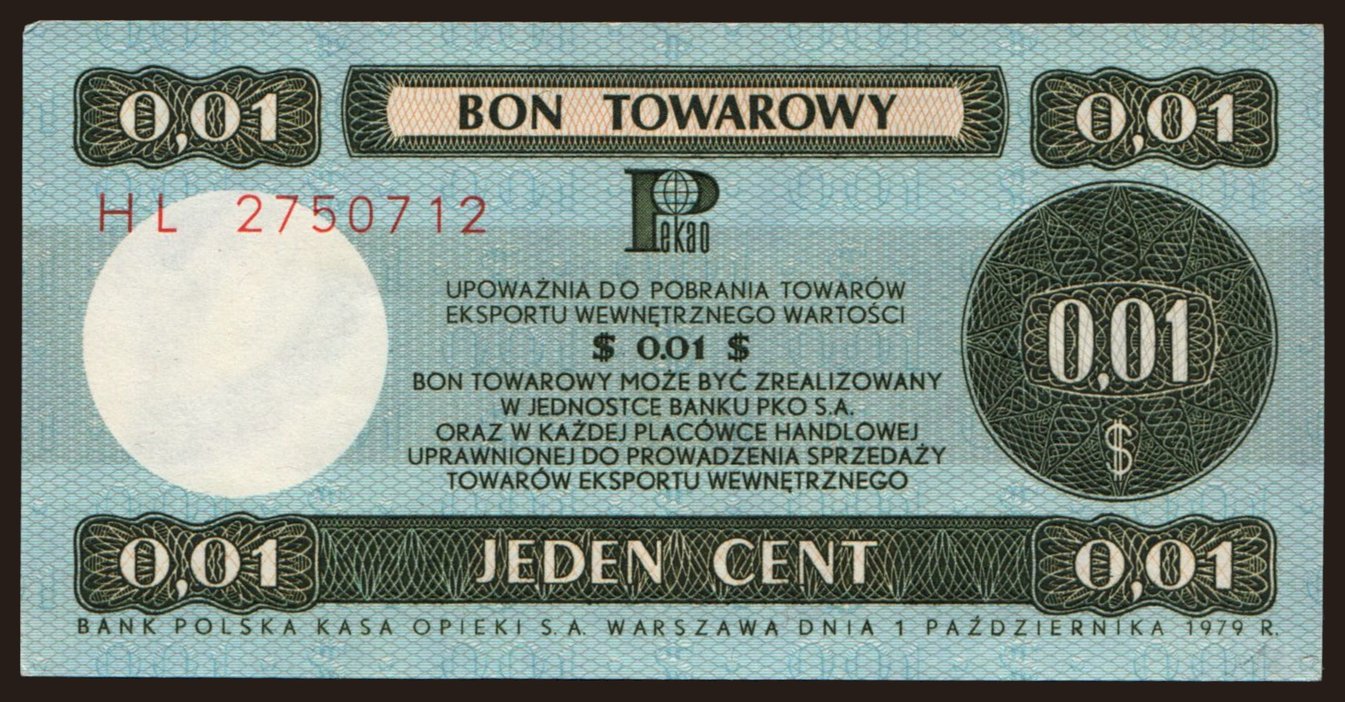 0,01 BON TOWAROWY 0,01
HL 2750712
Pekao
UPOWAŻNIA DO POBRANIA TOWARÓW
EKSPORTU WEWNĘTRZNEGO WARTOŚCI
$ 0.01 $
BON TOWAROWY MOŻE BYĆ ZREALIZOWANY
W JEDNOSTCE BANKU PKO S.A.
ORAZ W KAŻDEJ PLACÓWCE HANDLOWEJ
UPRAWNIONEJ DO PROWADZENIA SPRZEDAŻY
TOWARÓW EKSPORTU WEWNĘTRZNEGO
0,01
$
0,01 JEDEN CENT 0,01
BANK POLSKA KASA OPIEKI S.A. WARSZAWA DNIA 1 PAŹDZIERNIKA 1979 R.